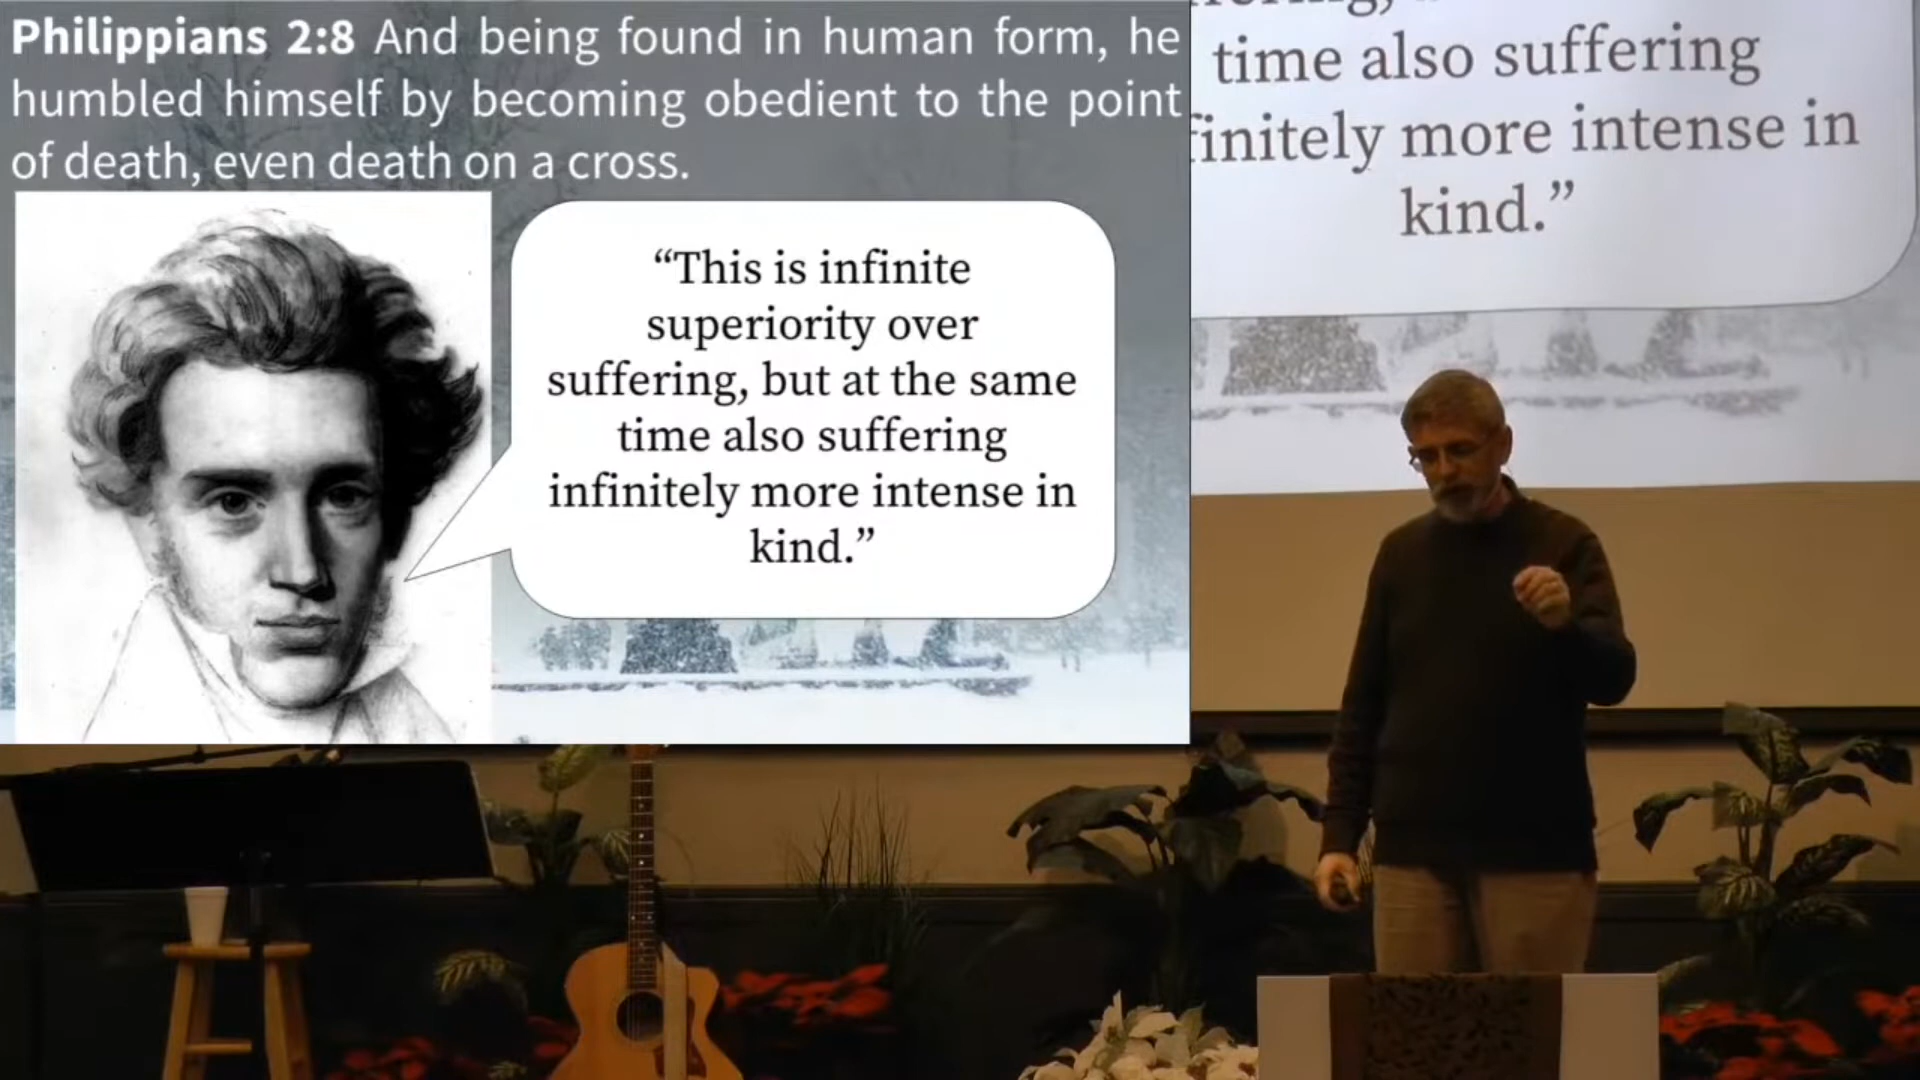 Philippians 2:8 And being found in human form, he
humbled himself by becoming obedient to the point
of death, even death on a cross.
“This is infinite
superiority over
suffering, but at the same
time also suffering
infinitely more intense in
kind.”
time also suffering
finitely more intense in
kind.”